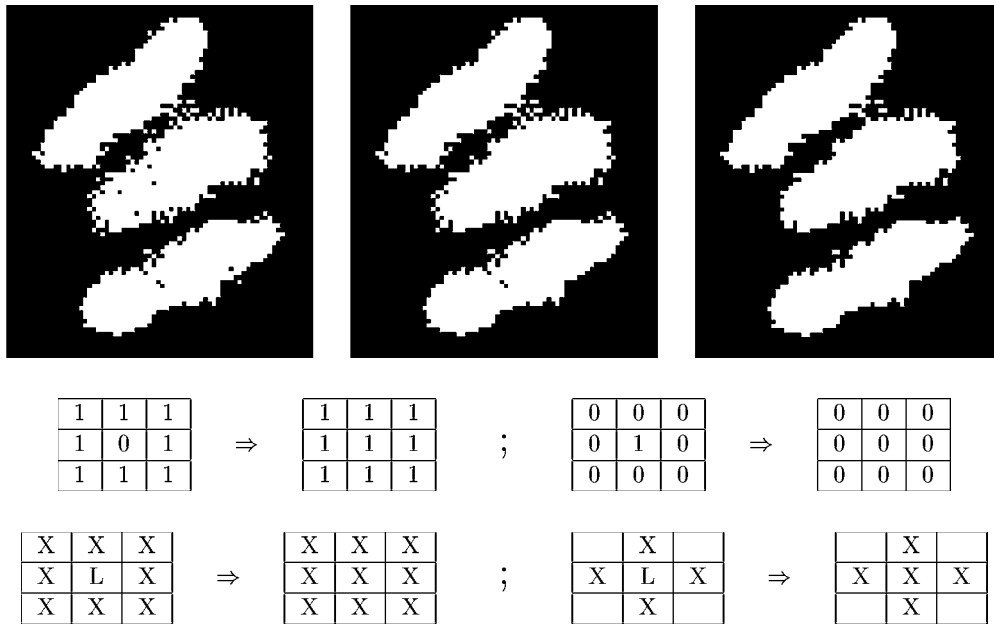 1 1 1 1 1 1 0 0 0 0 0 0
1 0 1 ⇒ 1 1 1 ; 0 1 0 ⇒ 0 0 0
1 1 1 1 1 1 0 0 0 0 0 0
X X X X X X X X
X L X ⇒ X X X ; X L X ⇒ X X X
X X X X X X X X